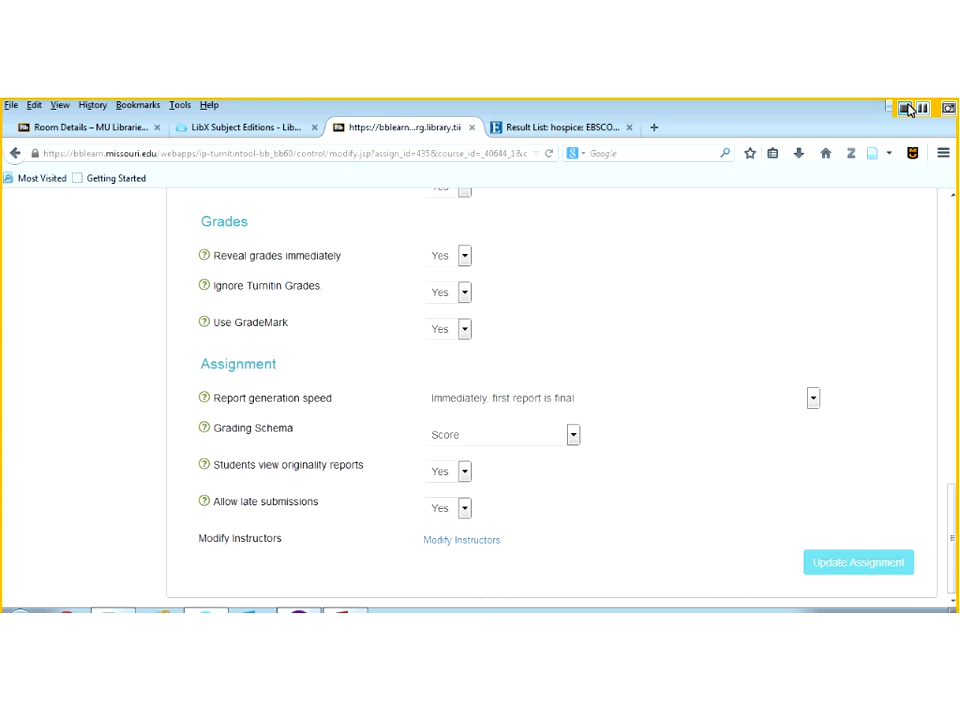 File Edit View History Bookmarks Tools Help
Room Details – MU Librarie... × LibX Subject Editions - Lib... × https://bblearn...rg.library.tii × Result List: hospice: EBSCO... × +
https://bblearn.missouri.edu/webapps/ip-turnitintool-bb_bb60/control/modify.jsp?assign_id=435&course_id=_40644_1&c Google
Most Visited Getting Started
Yes
Grades
Reveal grades immediately Yes
Ignore Turnitin Grades. Yes
Use GradeMark Yes
Assignment
Report generation speed Immediately, first report is final
Grading Schema Score
Students view originality reports Yes
Allow late submissions Yes
Modify Instructors Modify Instructors
Update Assignment